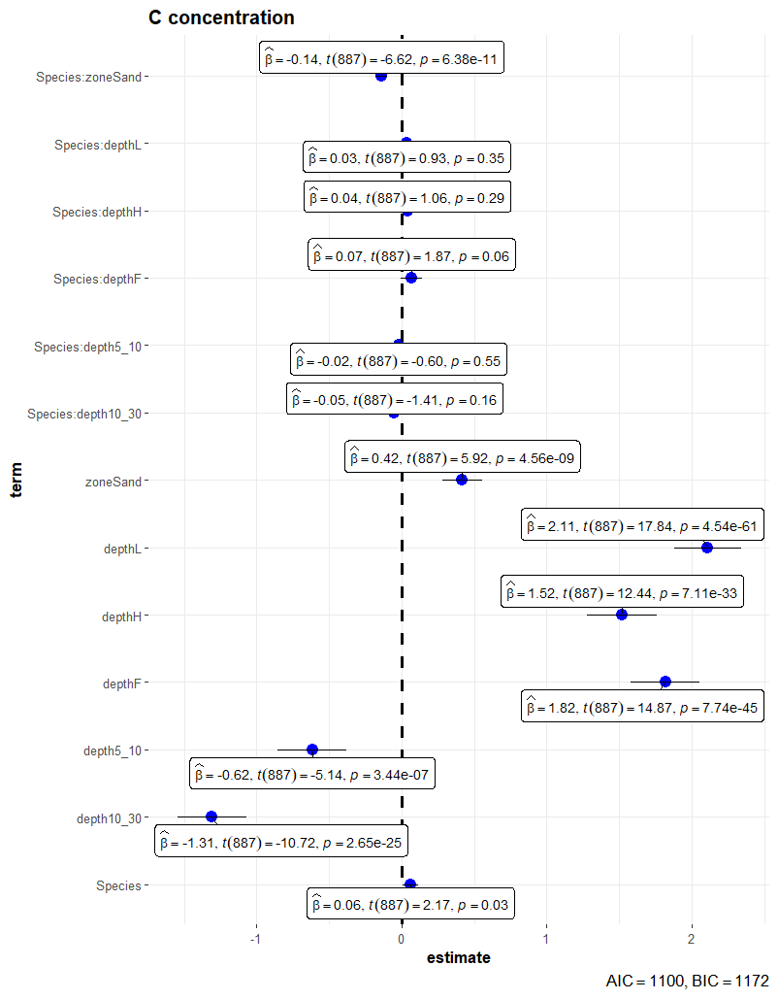 C concentration
Species:zoneSand
β̂ = -0.14, t(887) = -6.62, p = 6.38e-11
Species:depthL
β̂ = 0.03, t(887) = 0.93, p = 0.35
Species:depthH
β̂ = 0.04, t(887) = 1.06, p = 0.29
Species:depthF
β̂ = 0.07, t(887) = 1.87, p = 0.06
Species:depth5_10
β̂ = -0.02, t(887) = -0.60, p = 0.55
Species:depth10_30
β̂ = -0.05, t(887) = -1.41, p = 0.16
zoneSand
β̂ = 0.42, t(887) = 5.92, p = 4.56e-09
depthL
β̂ = 2.11, t(887) = 17.84, p = 4.54e-61
depthH
β̂ = 1.52, t(887) = 12.44, p = 7.11e-33
depthF
β̂ = 1.82, t(887) = 14.87, p = 7.74e-45
depth5_10
β̂ = -0.62, t(887) = -5.14, p = 3.44e-07
depth10_30
β̂ = -1.31, t(887) = -10.72, p = 2.65e-25
Species
β̂ = 0.06, t(887) = 2.17, p = 0.03
term
-1 0 1 2
estimate
AIC = 1100, BIC = 1172